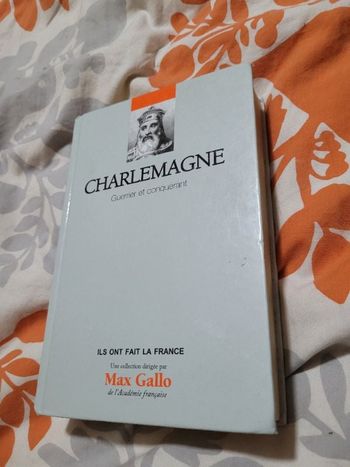 CHARLEMAGNE
Guerrier et conquérant
ILS ONT FAIT LA FRANCE
Une collection dirigée par
Max Gallo
de l'Académie française